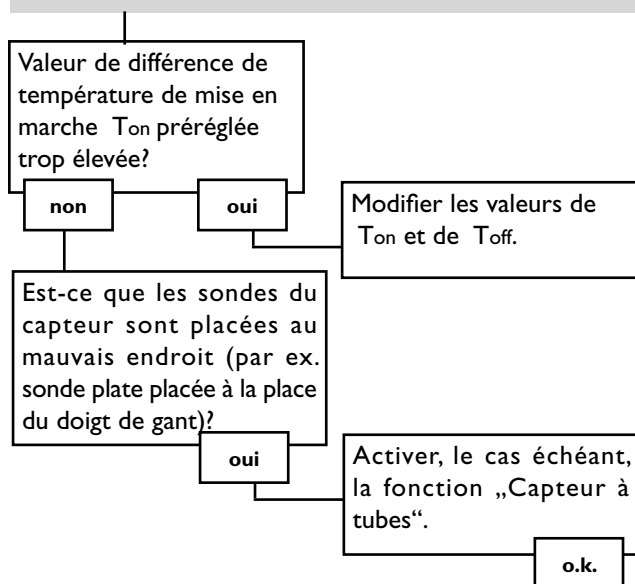 Valeur de différence de
température de mise en
marche Ton préréglée
trop élevée?
non
oui
Modifier les valeurs de
Ton et de Toff.
Est-ce que les sondes du
capteur sont placées au
mauvais endroit (par ex.
sonde plate placée à la place
du doigt de gant)?
oui
Activer, le cas échéant,
la fonction „Capteur à
tubes“.
o.k.